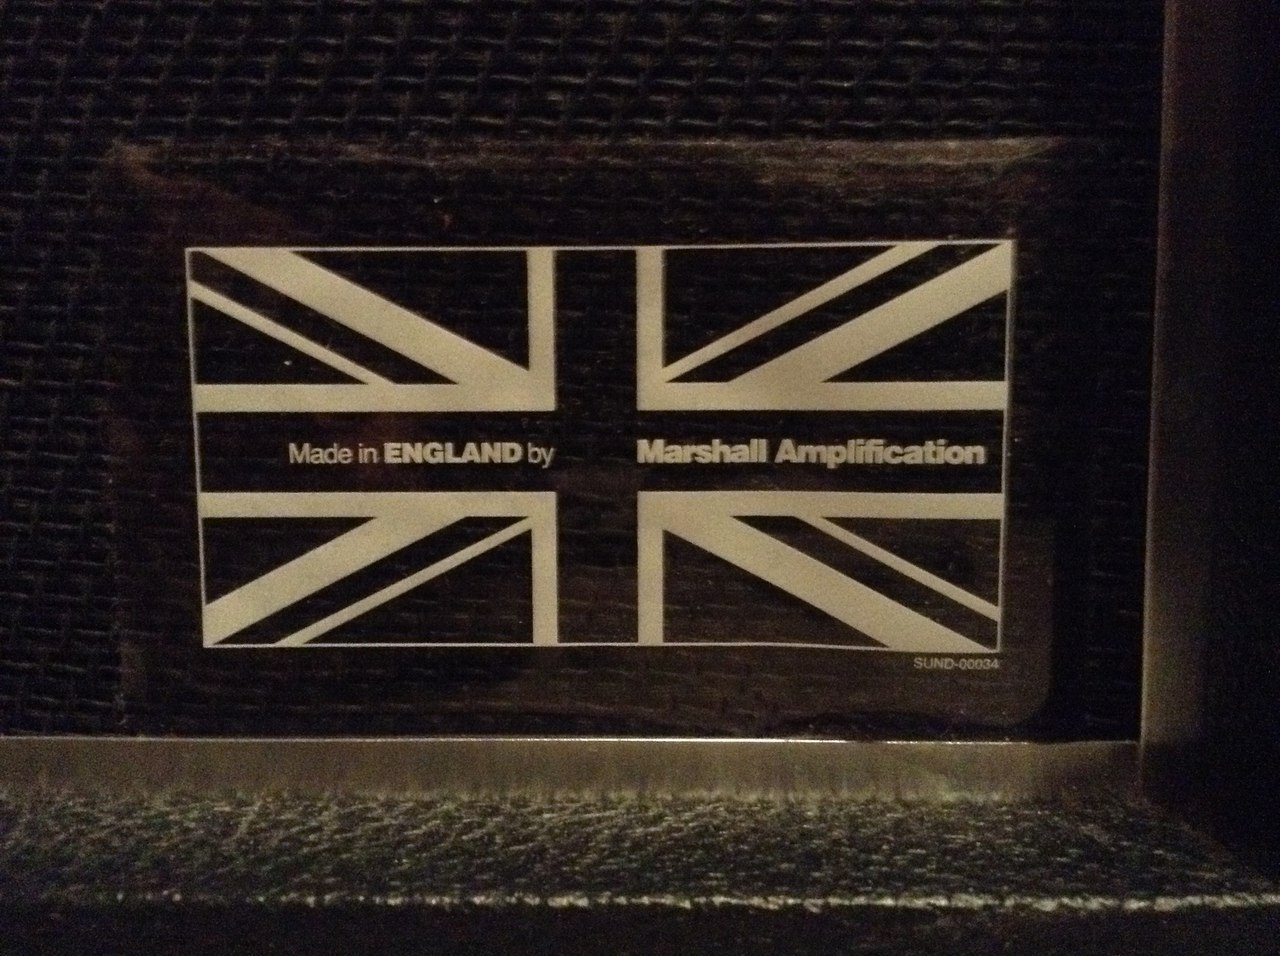 Made in ENGLAND by Marshall Amplification
SUND-00034